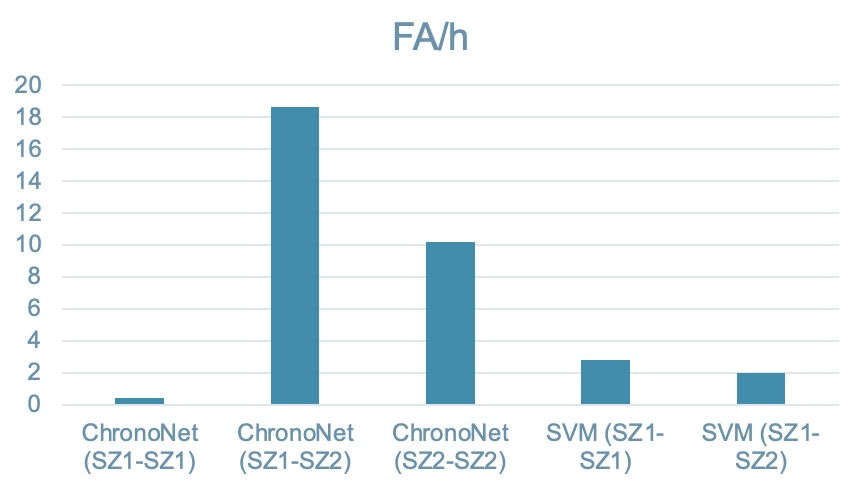 FA/h
20
18
16
14
12
10
8
6
4
2
0
ChronoNet
(SZ1-SZ1)
ChronoNet
(SZ1-SZ2)
ChronoNet
(SZ2-SZ2)
SVM (SZ1-
SZ1)
SVM (SZ1-
SZ2)